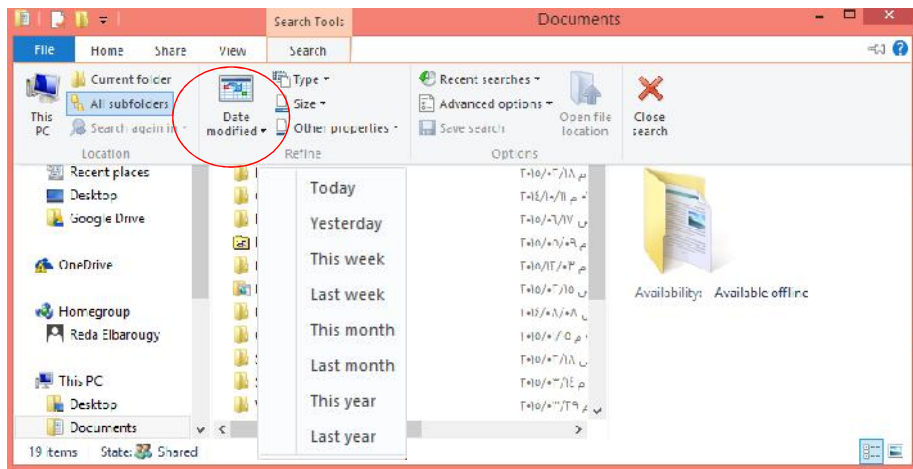 Search Tools
Documents
File Home Share View Search
This PC
Current folder
All subfolders
Search again in
Location
Date modified
Type
Size
Other properties
Refine
Recent searches
Advanced options
Save search
Open file location
Options
Close search
Recent places
Desktop
Google Drive
OneDrive
Homegroup
Reda Elbarougy
This PC
Desktop
Documents
Today
Yesterday
This week
Last week
This month
Last month
This year
Last year
Availability: Available offline
19 items State: Shared